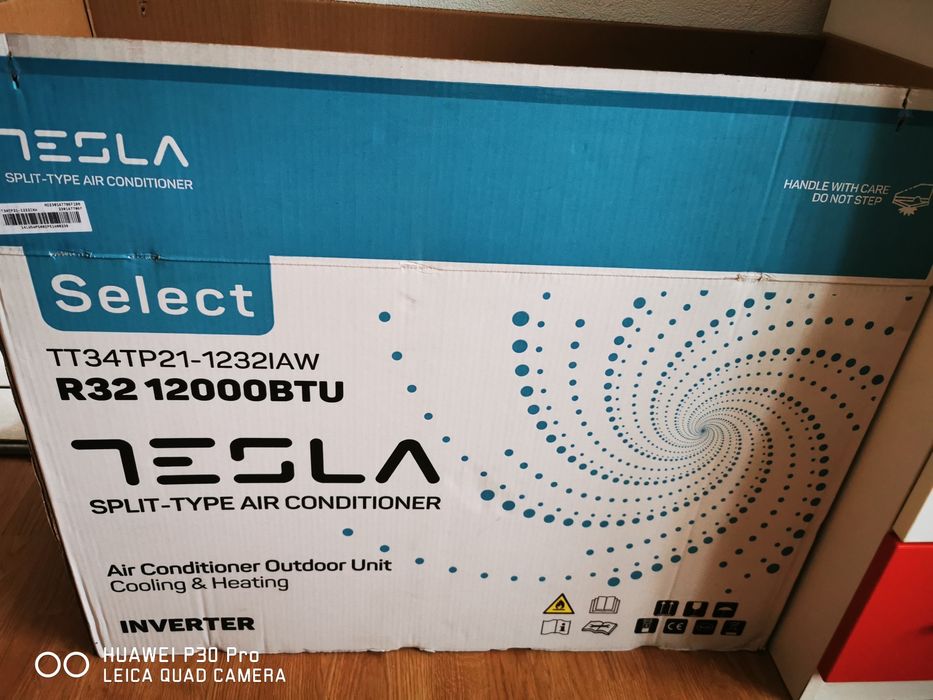 TESLA
SPLIT-TYPE AIR CONDITIONER
HANDLE WITH CARE
DO NOT STEP
Select
TT34TP21-1232IAW
R32 12000BTU
TESLA
SPLIT-TYPE AIR CONDITIONER
Air Conditioner Outdoor Unit
Cooling & Heating
INVERTER
CE
HUAWEI P30 Pro
LEICA QUAD CAMERA